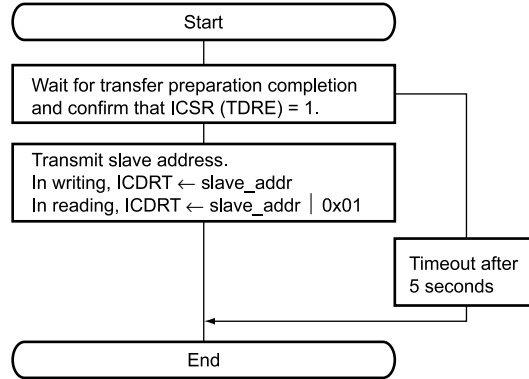 Start
Wait for transfer preparation completion
and confirm that ICSR (TDRE) = 1.
Transmit slave address.
In writing, ICDRT ← slave_addr
In reading, ICDRT ← slave_addr | 0x01
Timeout after
5 seconds
End